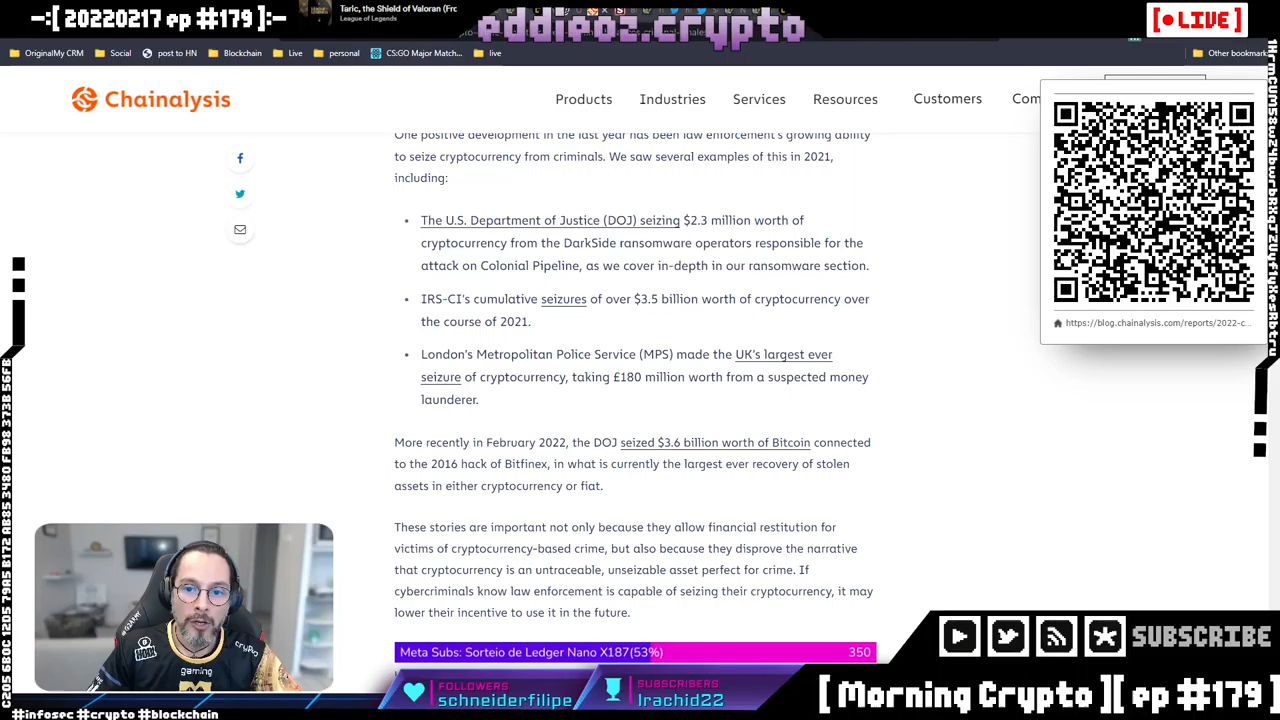 –:[ 20220217 ep #179 ]:–
Taric, the Shield of Valoran (Frc
League of Legends
eddieoz.crypto
[●LIVE]
OriginalMy CRM
Social
post to HN
Blockchain
Live
personal
CS:GO Major Match...
live
Other bookmark
Chainalysis
Products
Industries
Services
Resources
Customers
Com
One positive development in the last year has been law enforcement's growing ability
to seize cryptocurrency from criminals. We saw several examples of this in 2021,
including:
• The U.S. Department of Justice (DOJ) seizing $2.3 million worth of
cryptocurrency from the DarkSide ransomware operators responsible for the
attack on Colonial Pipeline, as we cover in-depth in our ransomware section.
• IRS-CI's cumulative seizures of over $3.5 billion worth of cryptocurrency over
the course of 2021.
• London's Metropolitan Police Service (MPS) made the UK's largest ever
seizure of cryptocurrency, taking £180 million worth from a suspected money
launderer.
More recently in February 2022, the DOJ seized $3.6 billion worth of Bitcoin connected
to the 2016 hack of Bitfinex, in what is currently the largest ever recovery of stolen
assets in either cryptocurrency or fiat.
These stories are important not only because they allow financial restitution for
victims of cryptocurrency-based crime, but also because they disprove the narrative
that cryptocurrency is an untraceable, unseizable asset perfect for crime. If
cybercriminals know law enforcement is capable of seizing their cryptocurrency, it may
lower their incentive to use it in the future.
https://blog.chainalysis.com/reports/2022-c...
Meta Subs: Sorteio de Ledger Nano X187(53%)
350
FOLLOWERS
schneiderfilipe
SUBSCRIBERS
lrachid22
SUBSCRIBE
[ Morning Crypto ][ ep #179 ]
gaming
#infosec #crypto #blockchain